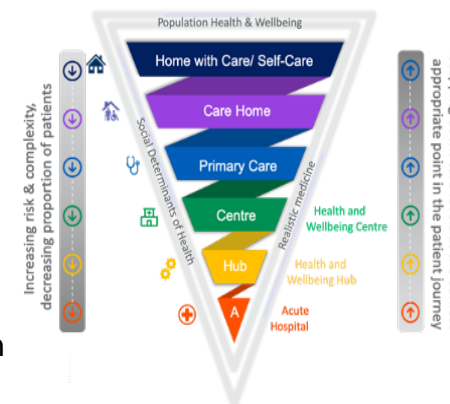 Population Health & Wellbeing
Increasing risk & complexity,
decreasing proportion of patients
Home with Care/ Self-Care
Care Home
Primary Care
Centre
Hub
A
Social Determinants of Health
Realistic medicine
Health and
Wellbeing Centre
Health and
Wellbeing Hub
Acute
Hospital
appropriate point in the patient journey